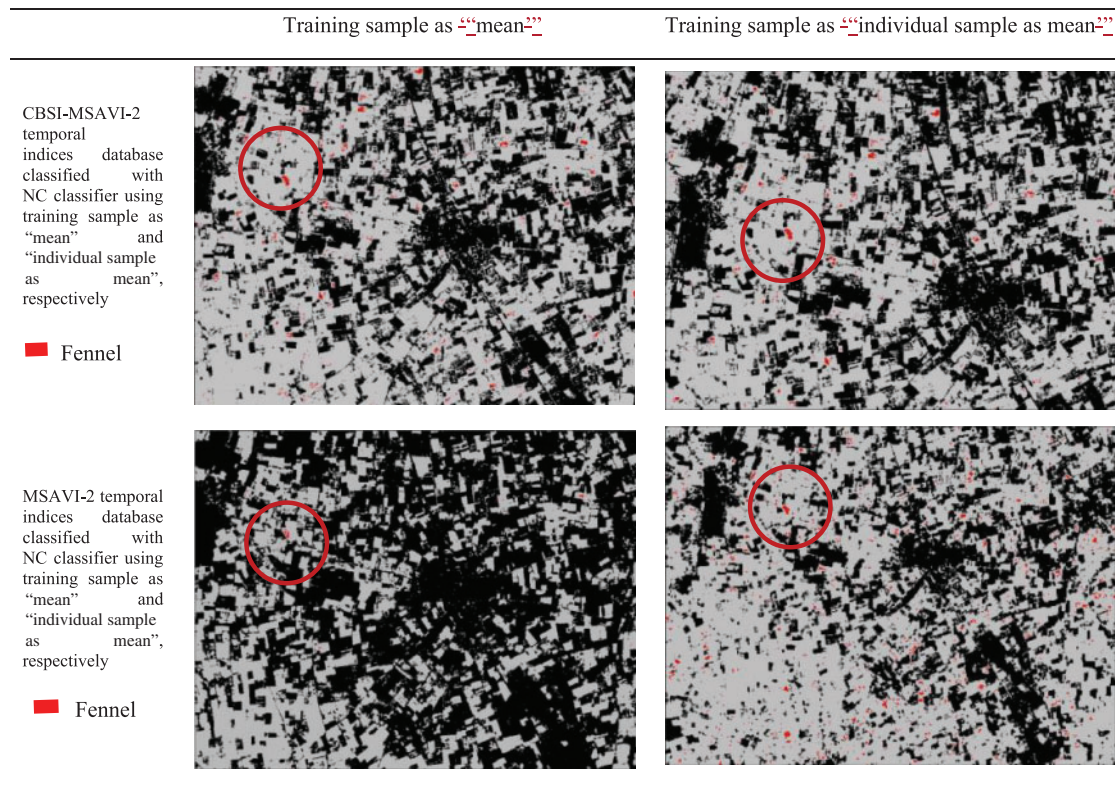 Training sample as ‘“mean’” Training sample as ‘“individual sample as mean’”
CBSI-MSAVI-2
temporal
indices database
classified with
NC classifier using
training sample as
“mean” and
“individual sample
as mean”,
respectively
Fennel
MSAVI-2 temporal
indices database
classified with
NC classifier using
training sample as
“mean” and
“individual sample
as mean”,
respectively
Fennel